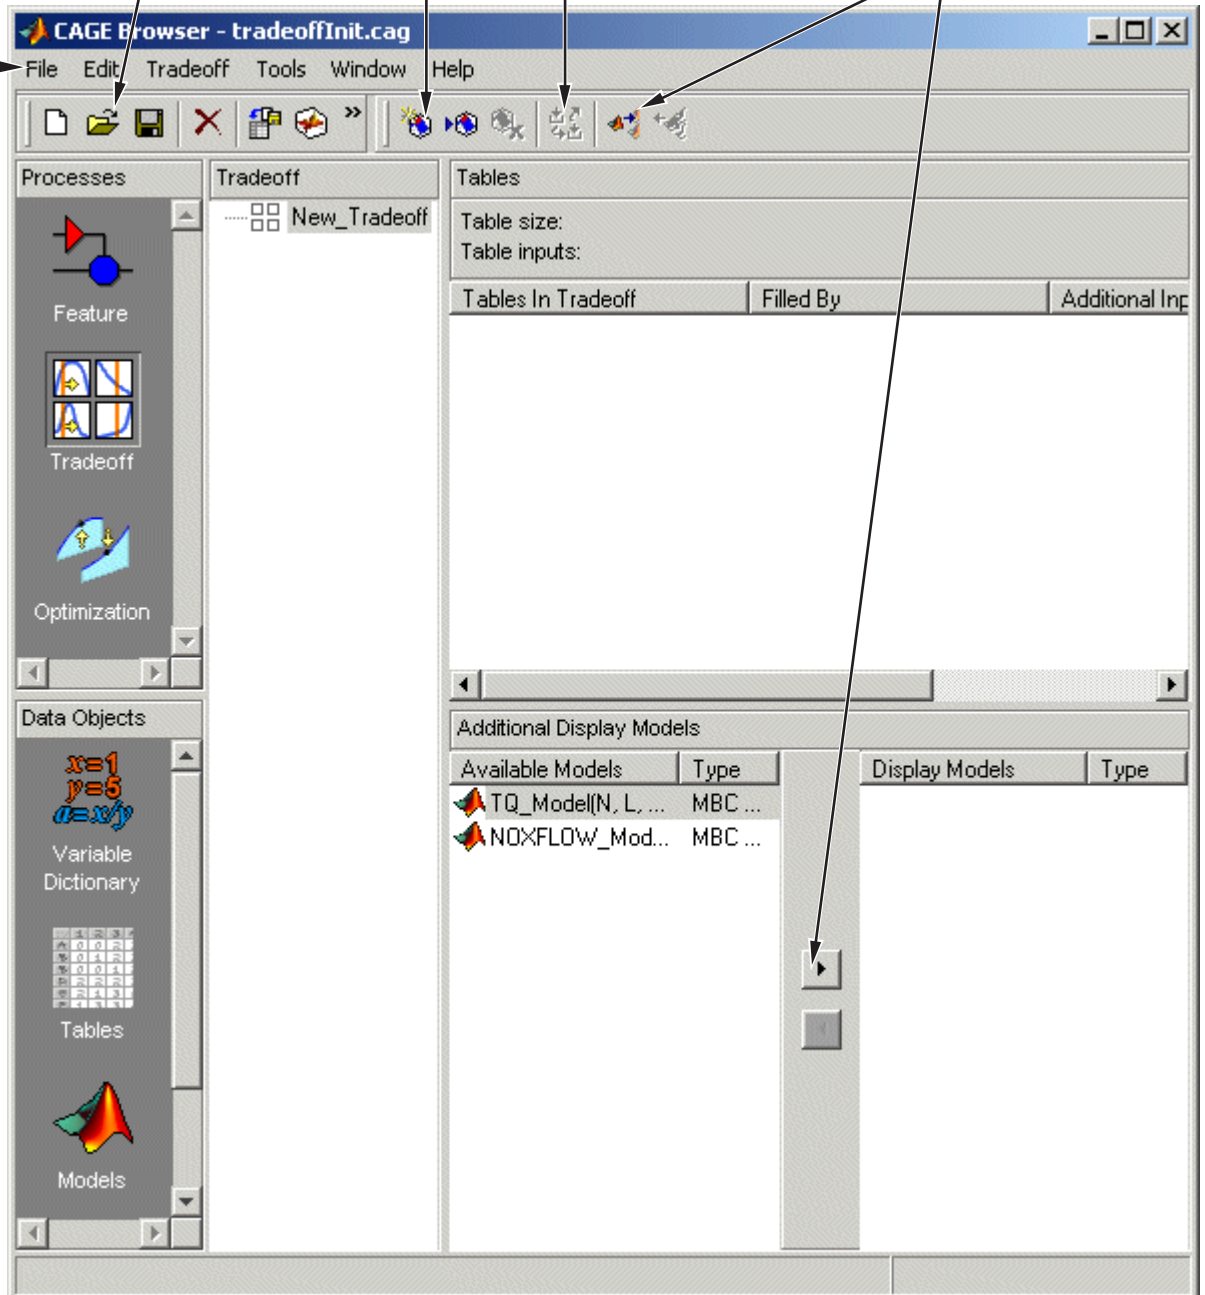 CAGE Browser - tradeoffInit.cag
File Edit Tradeoff Tools Window Help
»
Processes
Feature
Tradeoff
Optimization
Data Objects
x=1
y=5
a=x/y
Variable
Dictionary
Tables
Models
Tradeoff
New_Tradeoff
Tables
Table size:
Table inputs:
Tables In Tradeoff Filled By Additional Inp
Additional Display Models
Available Models Type
TQ_Model(N, L, ... MBC ...
NOXFLOW_Mod... MBC ...
Display Models Type